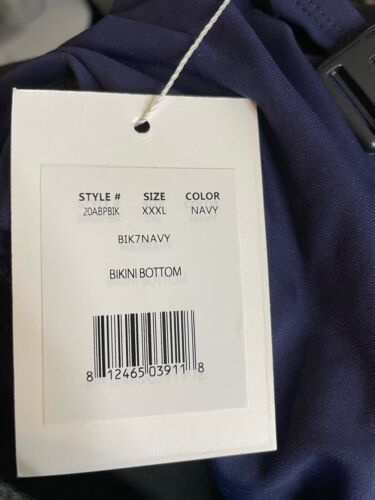 STYLE # SIZE COLOR
20ABPBIK XXXL NAVY
BIK7NAVY
BIKINI BOTTOM
8 12465 03911 8